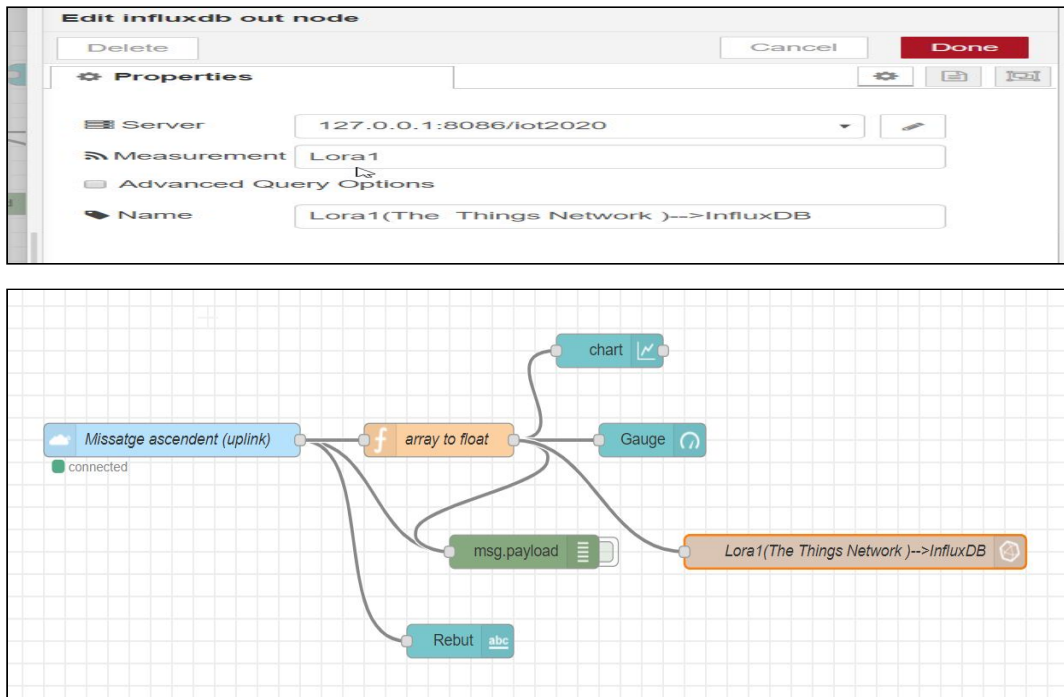 Edit influxdb out node
Delete
Cancel
Done
Properties
Server
127.0.0.1:8086/iot2020
Measurement
Lora1
Advanced Query Options
Name
Lora1(The Things Network )-->InfluxDB
chart
Missatge ascendent (uplink)
array to float
Gauge
connected
msg.payload
Lora1(The Things Network )-->InfluxDB
Rebut
abc